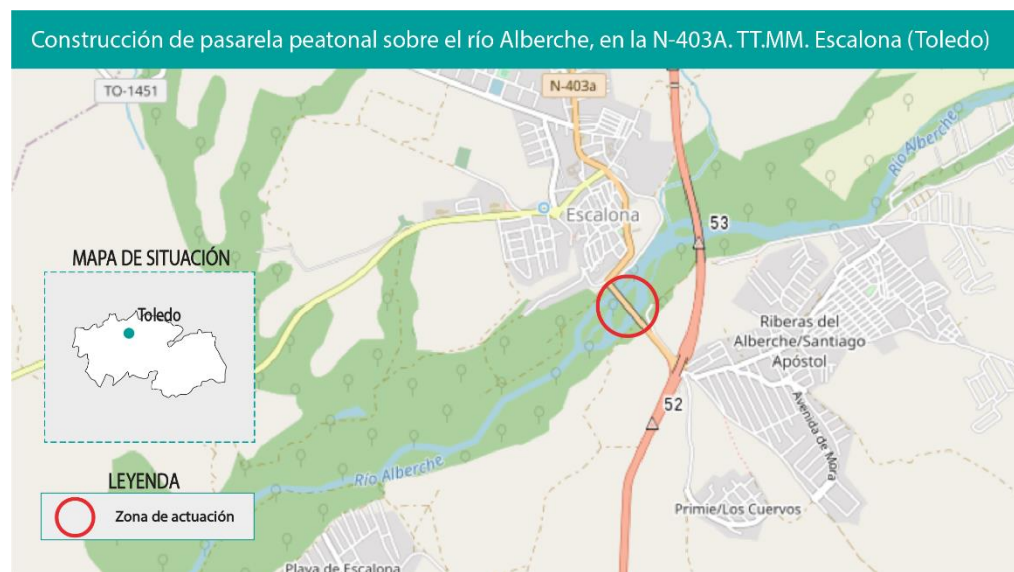 Construcción de pasarela peatonal sobre el río Alberche, en la N-403A. TT.MM. Escalona (Toledo)
TO-1451
N-403a
Río Alberche
Escalona
53
MAPA DE SITUACIÓN
Toledo
Riberas del
Alberche/Santiago
Apóstol
52
Avenida de Mora
Río Alberche
LEYENDA
Zona de actuación
Primie/Los Cuervos
Playa de Escalona